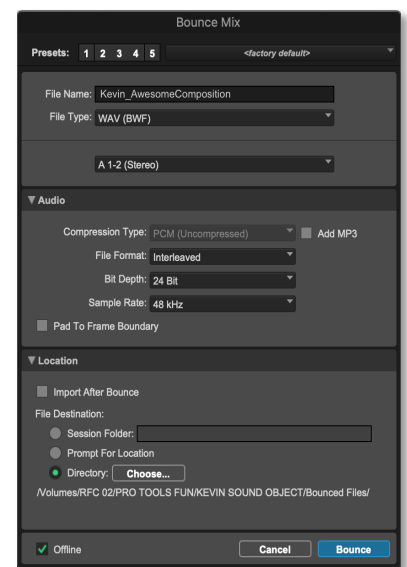 Bounce Mix
Presets: 1 2 3 4 5 <factory default>
File Name: Kevin_AwesomeComposition
File Type: WAV (BWF)
A 1-2 (Stereo)
Audio
Compression Type: PCM (Uncompressed) Add MP3
File Format: Interleaved
Bit Depth: 24 Bit
Sample Rate: 48 kHz
Pad To Frame Boundary
Location
Import After Bounce
File Destination:
Session Folder:
Prompt For Location
Directory: Choose...
/Volumes/RFC 02/PRO TOOLS FUN/KEVIN SOUND OBJECT/Bounced Files/
Offline Cancel Bounce